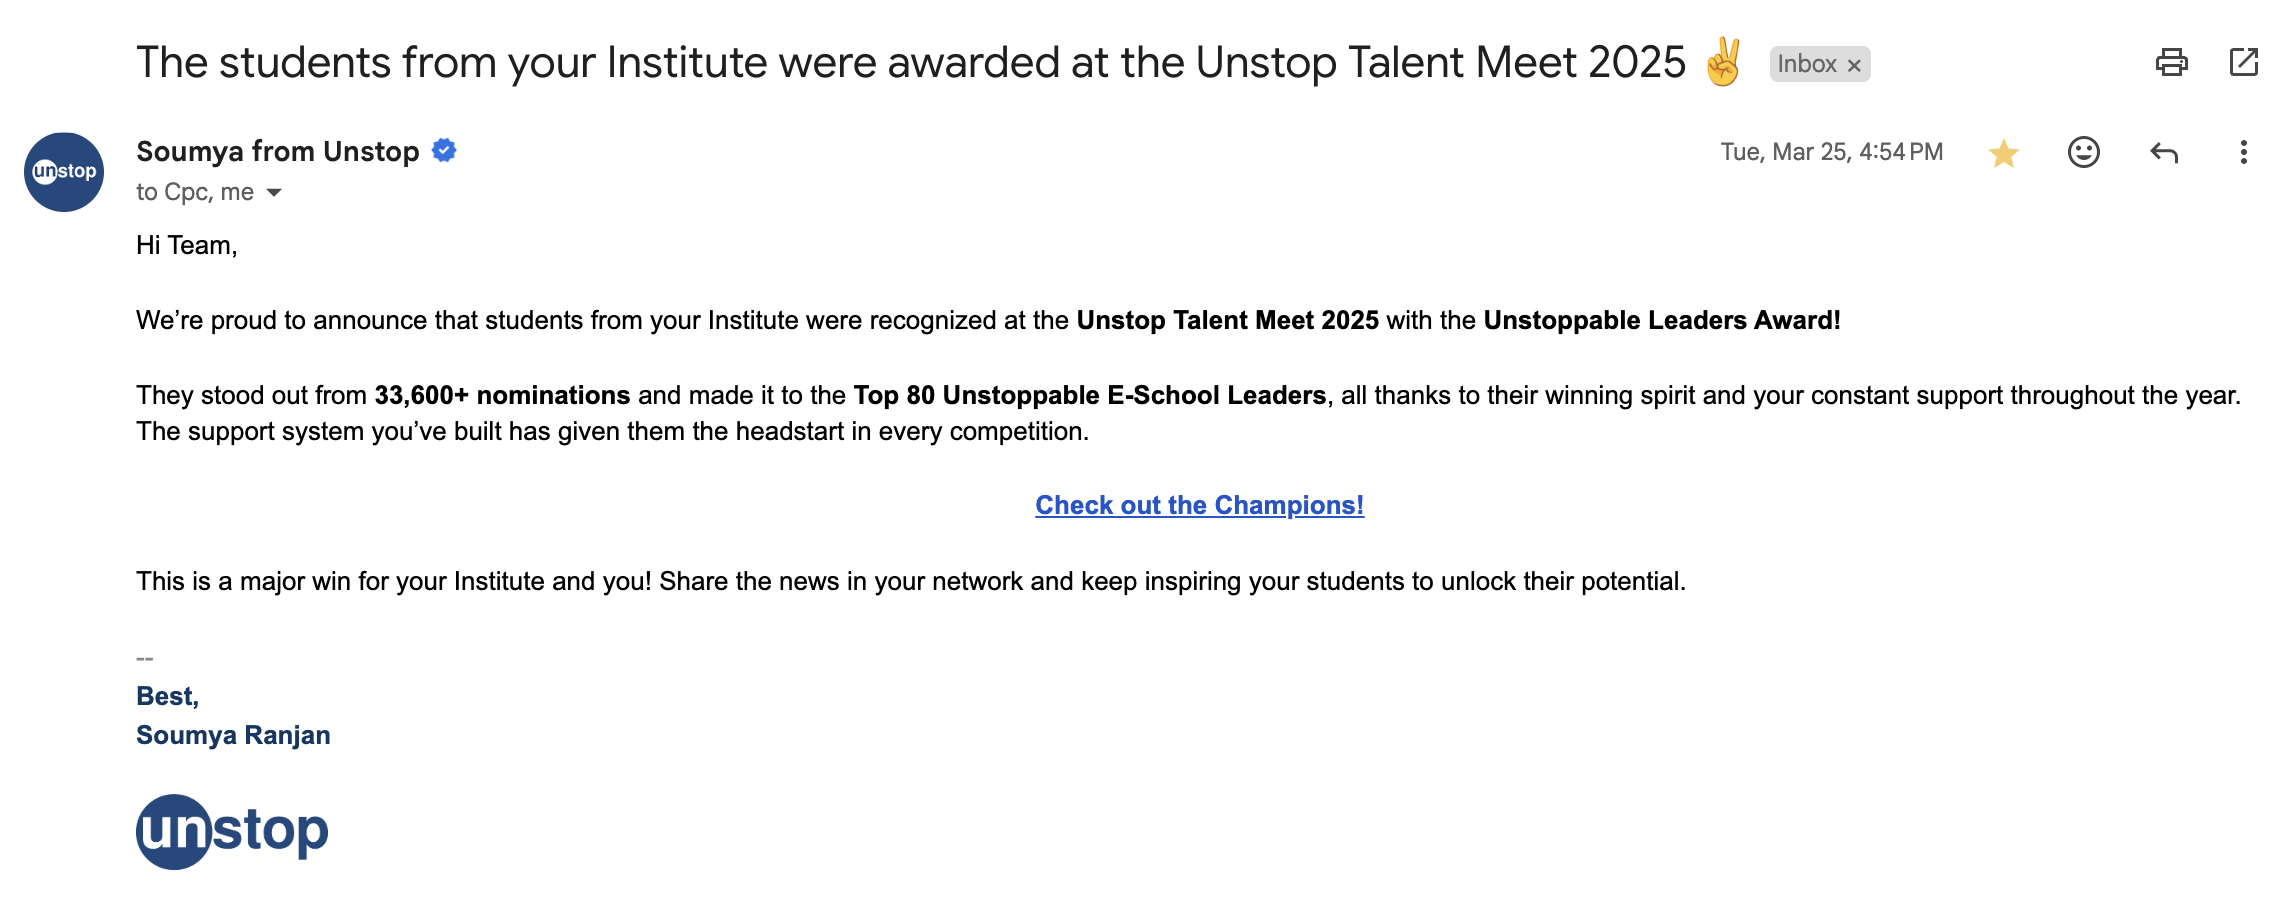 The students from your Institute were awarded at the Unstop Talent Meet 2025 ✌️ Inbox ×
unstop
Soumya from Unstop
Tue, Mar 25, 4:54 PM
to Cpc, me
Hi Team,
We’re proud to announce that students from your Institute were recognized at the Unstop Talent Meet 2025 with the Unstoppable Leaders Award!
They stood out from 33,600+ nominations and made it to the Top 80 Unstoppable E-School Leaders, all thanks to their winning spirit and your constant support throughout the year.
The support system you’ve built has given them the headstart in every competition.
Check out the Champions!
This is a major win for your Institute and you! Share the news in your network and keep inspiring your students to unlock their potential.
--
Best,
Soumya Ranjan
unstop